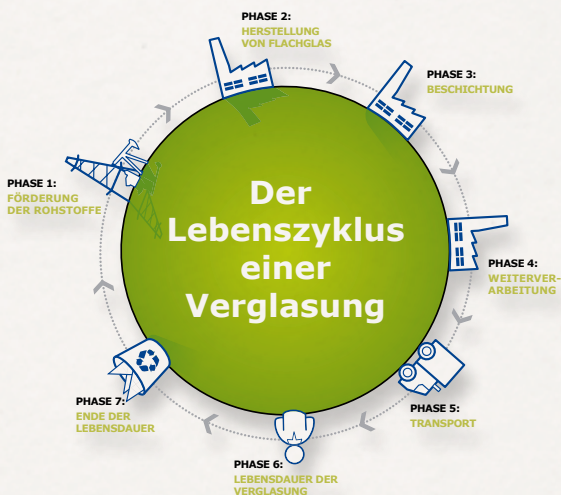 Der
Lebenszyklus
einer
Verglasung
PHASE 1:
FÖRDERUNG
DER ROHSTOFFE
PHASE 2:
HERSTELLUNG
VON FLACHGLAS
PHASE 3:
BESCHICHTUNG
PHASE 4:
WEITERVER-
ARBEITUNG
PHASE 5:
TRANSPORT
PHASE 6:
LEBENSDAUER DER
VERGLASUNG
PHASE 7:
ENDE DER
LEBENSDAUER